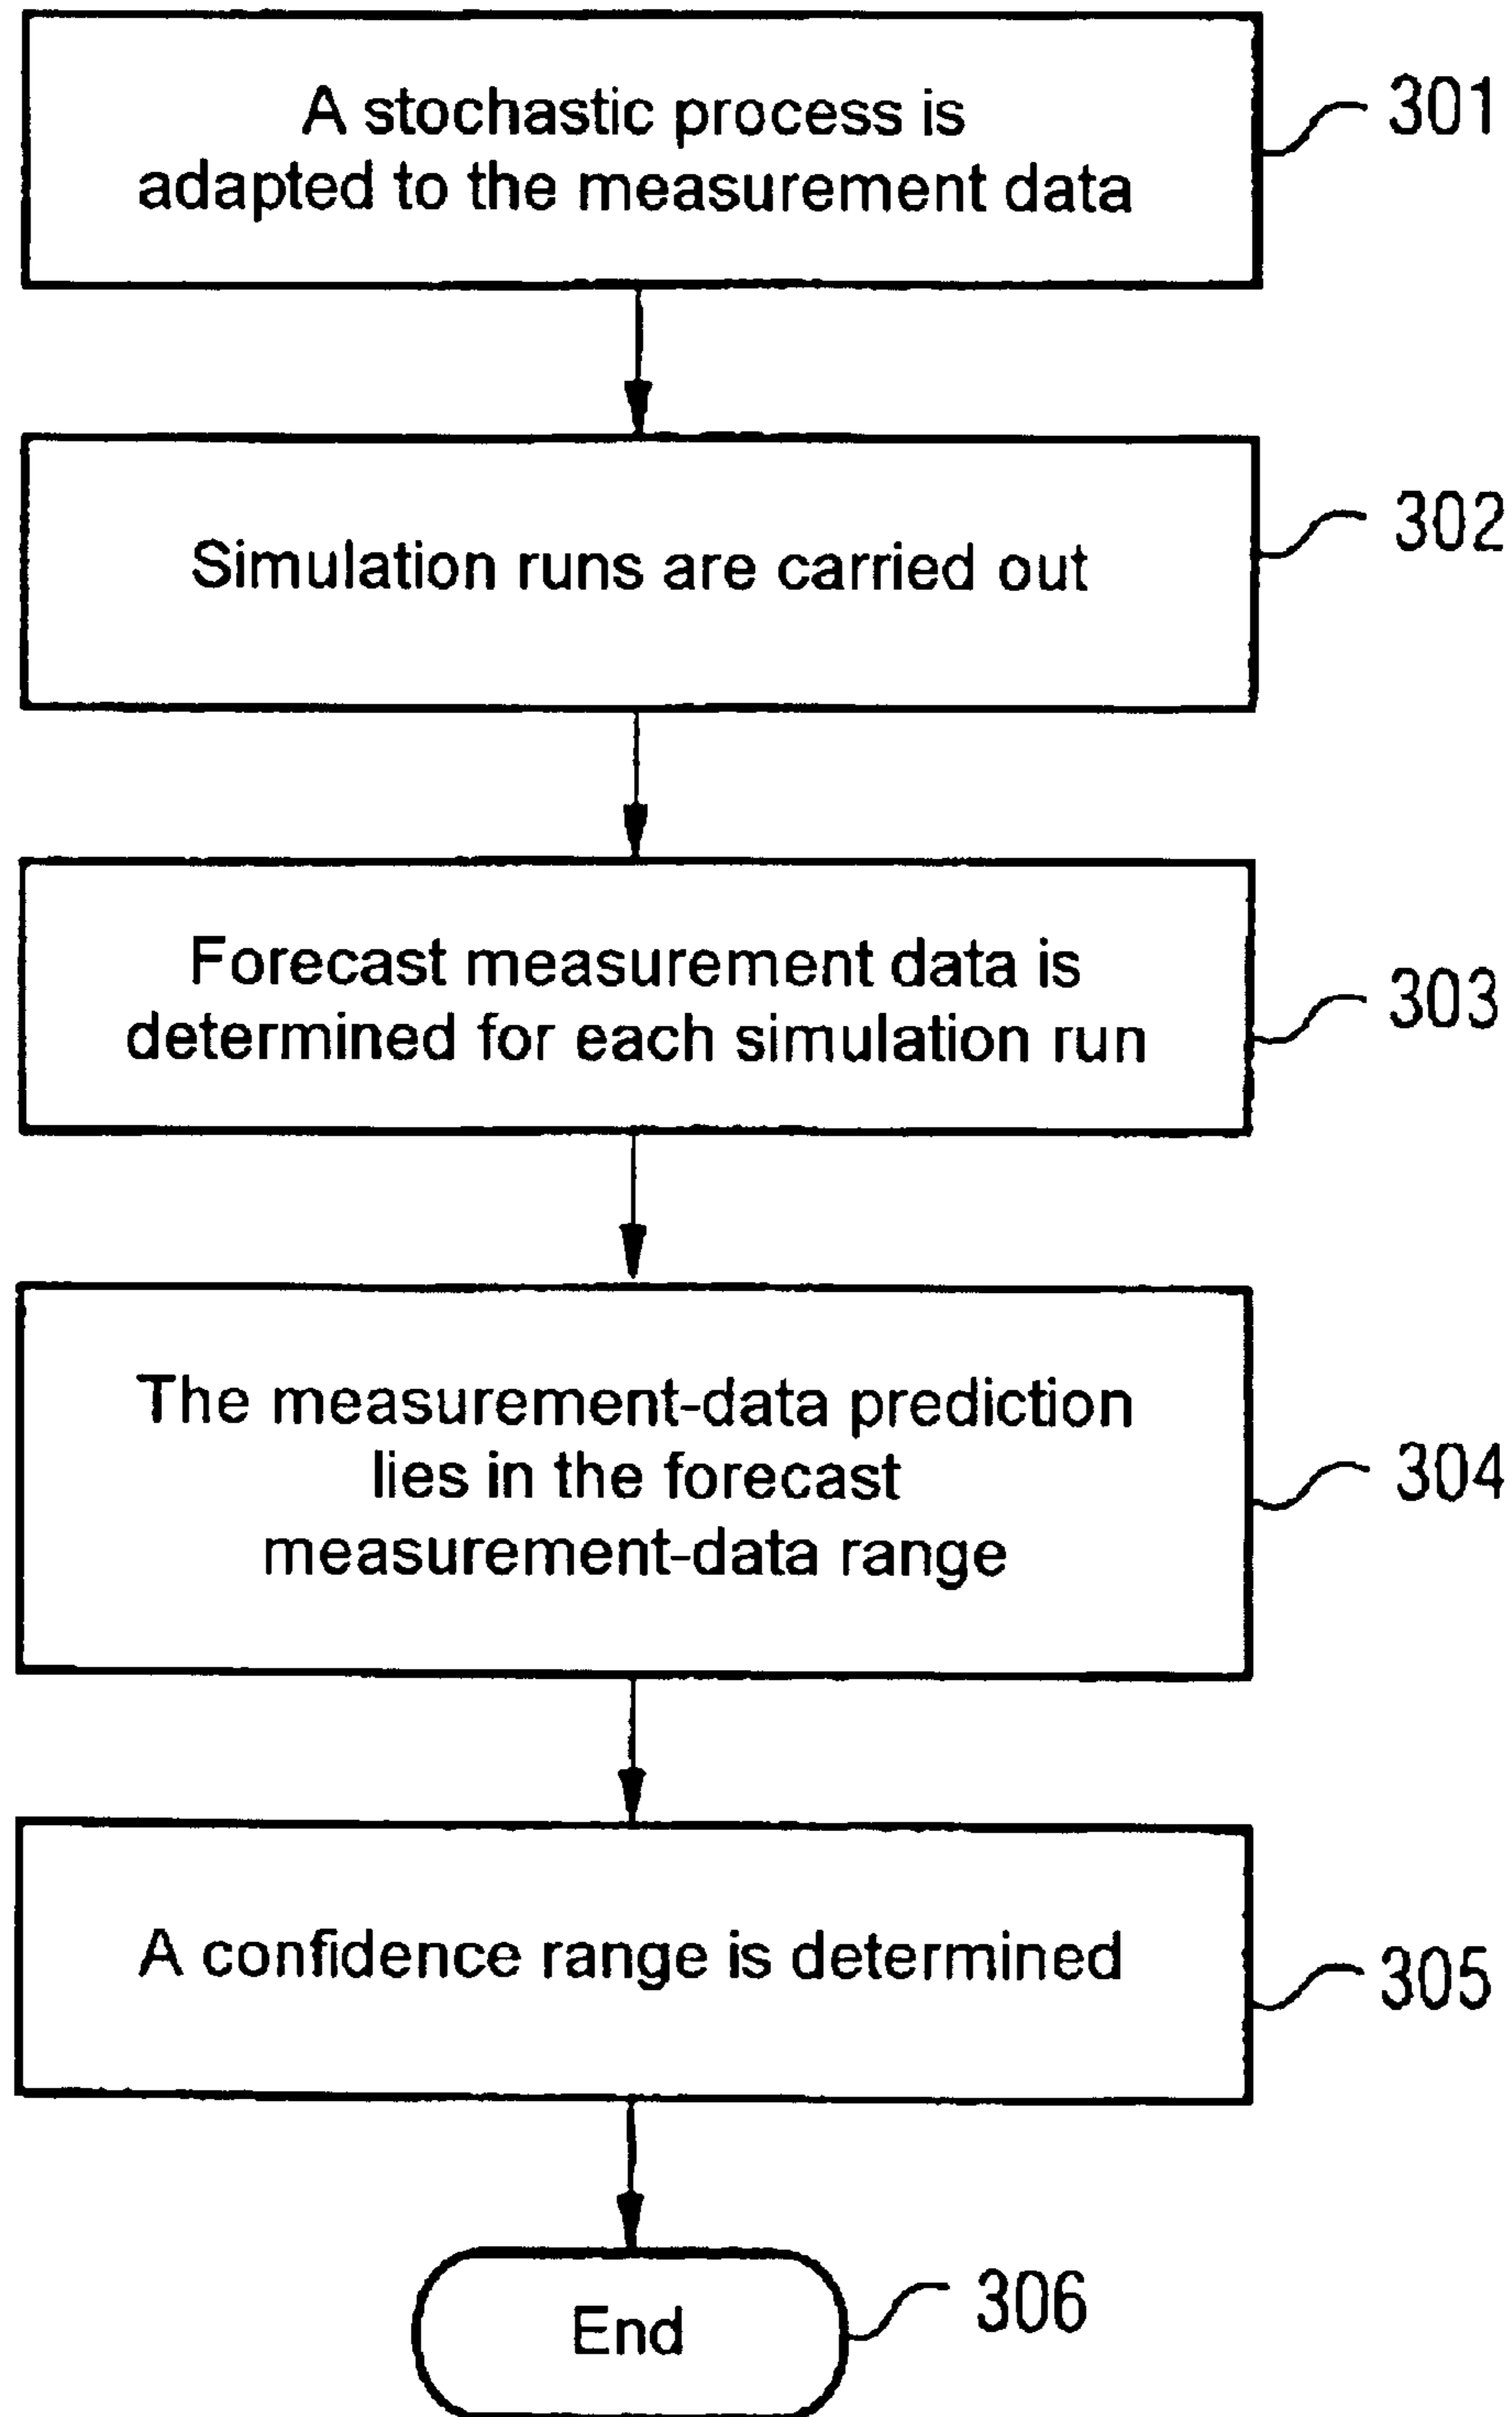 A stochastic process is
adapted to the measurement data
301
Simulation runs are carried out
302
Forecast measurement data is
determined for each simulation run
303
The measurement-data prediction
lies in the forecast
measurement-data range
304
A confidence range is determined
305
End
306